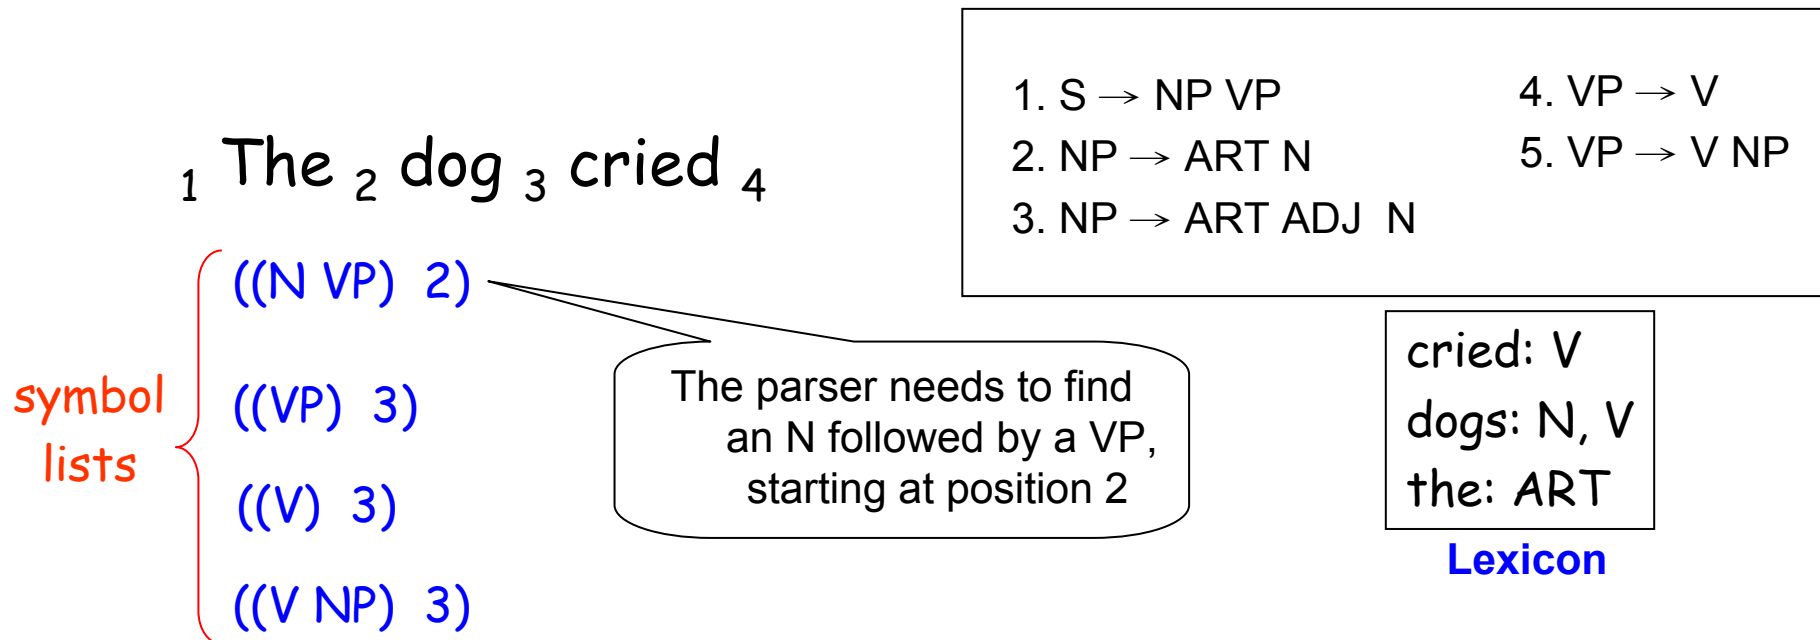 1 The 2 dog 3 cried 4
symbol
lists
((N VP) 2)
((VP) 3)
((V) 3)
((V NP) 3)
The parser needs to find
an N followed by a VP,
starting at position 2
1. S → NP VP
2. NP → ART N
3. NP → ART ADJ N
4. VP → V
5. VP → V NP
cried: V
dogs: N, V
the: ART
Lexicon